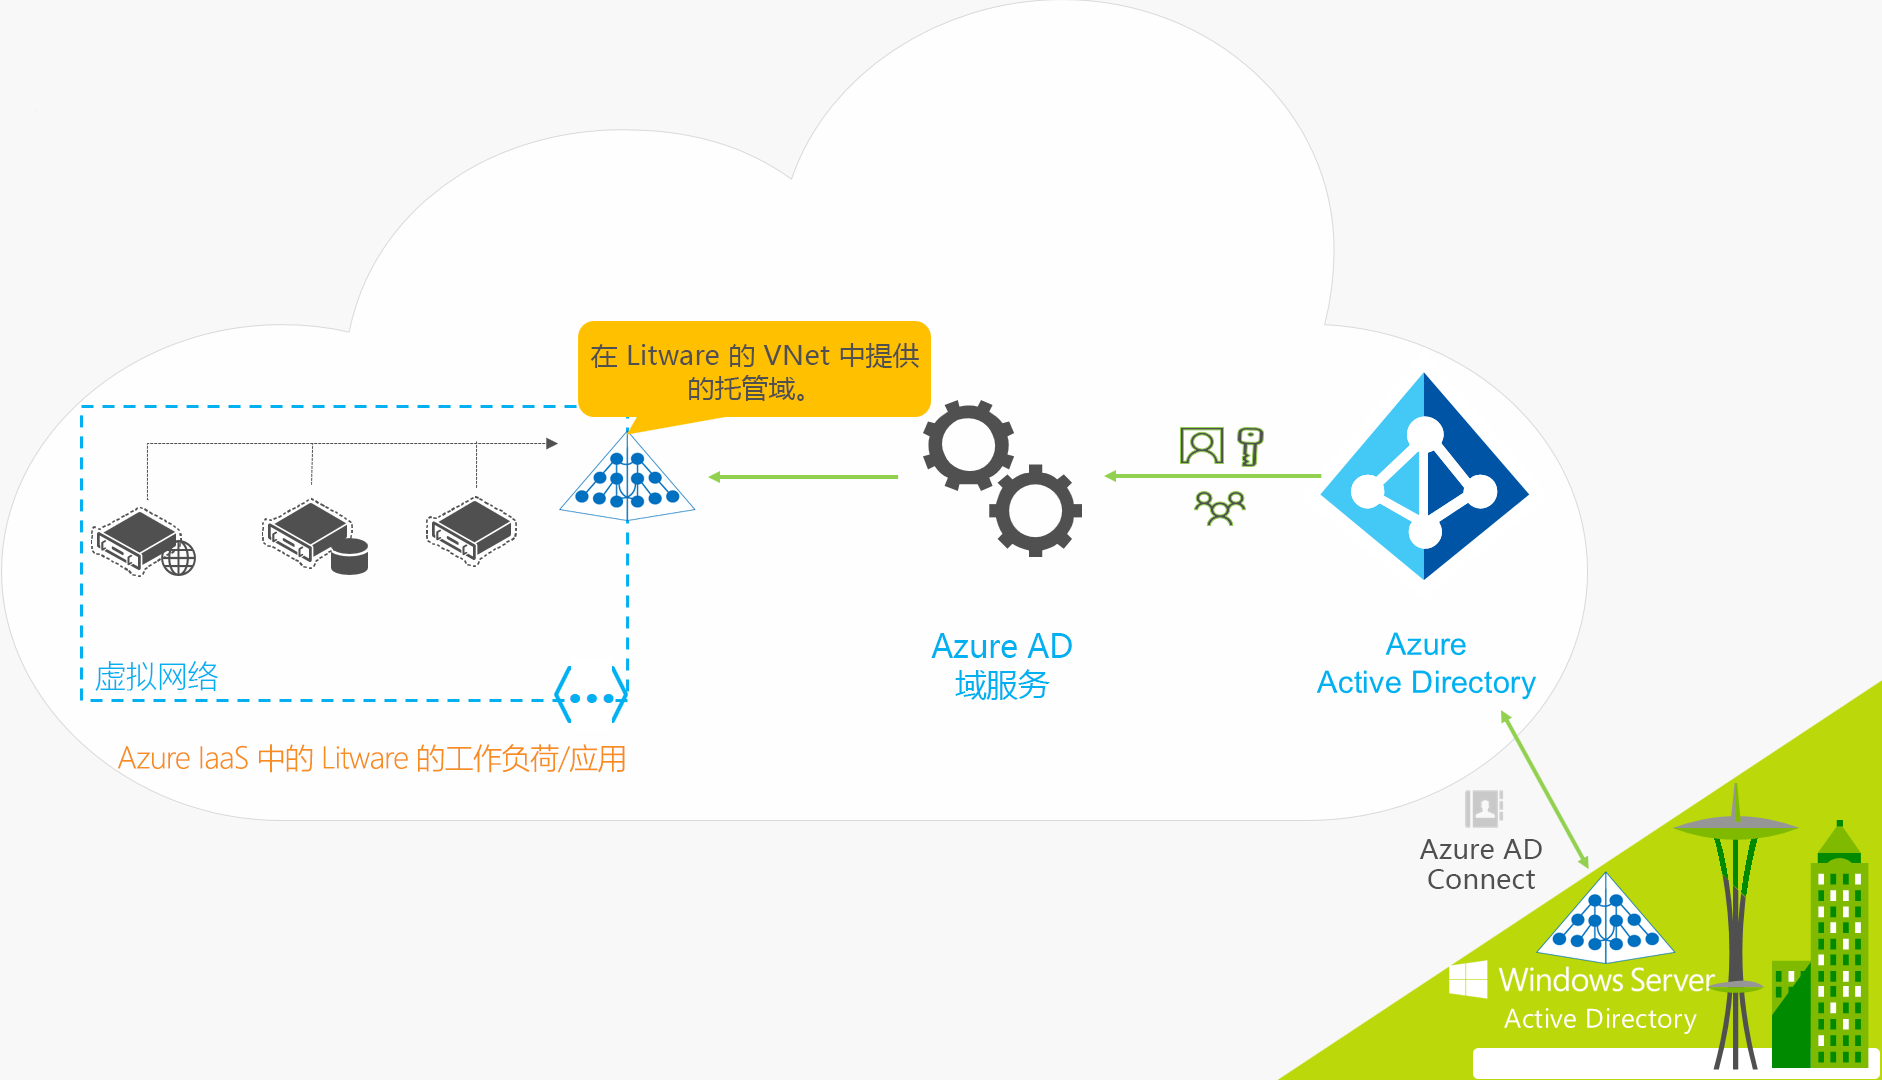 在 Litware 的 VNet 中提供
的托管域。
虚拟网络
Azure IaaS 中的 Litware 的工作负荷/应用
Azure AD
域服务
Azure
Active Directory
Azure AD
Connect
Windows Server
Active Directory